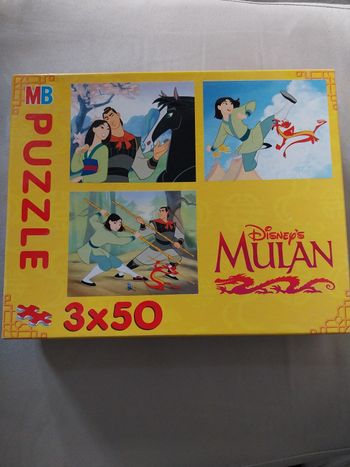 MB
PUZZLE
3x50
DISNEY'S
MULAN